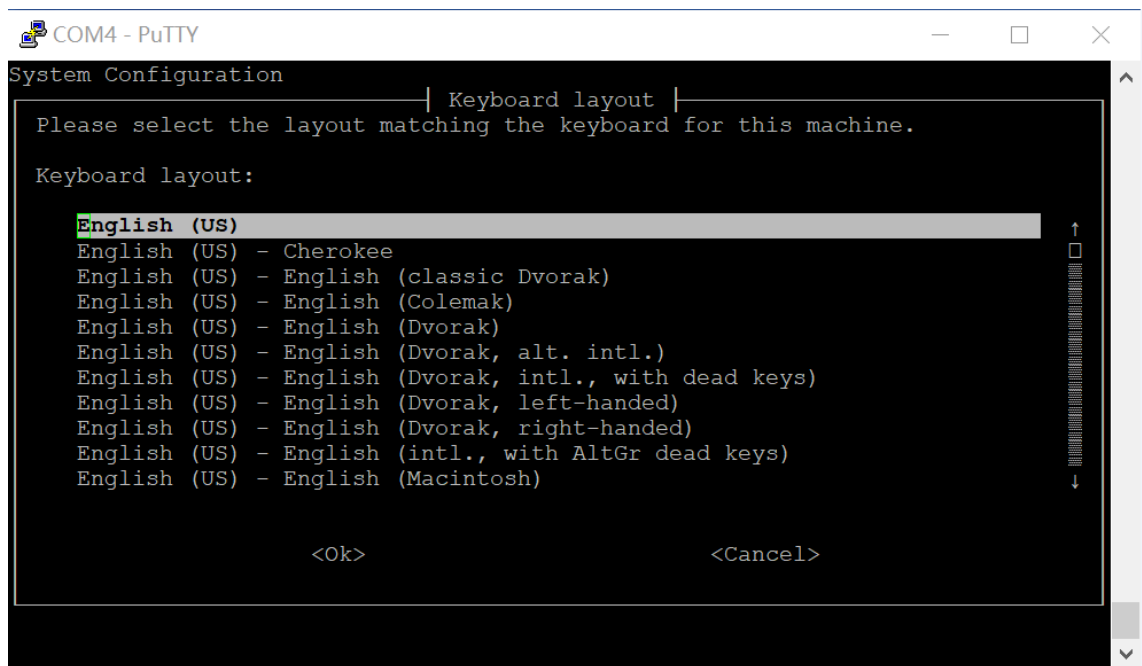 COM4 - PuTTY
System Configuration
Keyboard layout
Please select the layout matching the keyboard for this machine.
Keyboard layout:
English (US)
English (US) - Cherokee
English (US) - English (classic Dvorak)
English (US) - English (Colemak)
English (US) - English (Dvorak)
English (US) - English (Dvorak, alt. intl.)
English (US) - English (Dvorak, intl., with dead keys)
English (US) - English (Dvorak, left-handed)
English (US) - English (Dvorak, right-handed)
English (US) - English (intl., with AltGr dead keys)
English (US) - English (Macintosh)
<Ok> <Cancel>